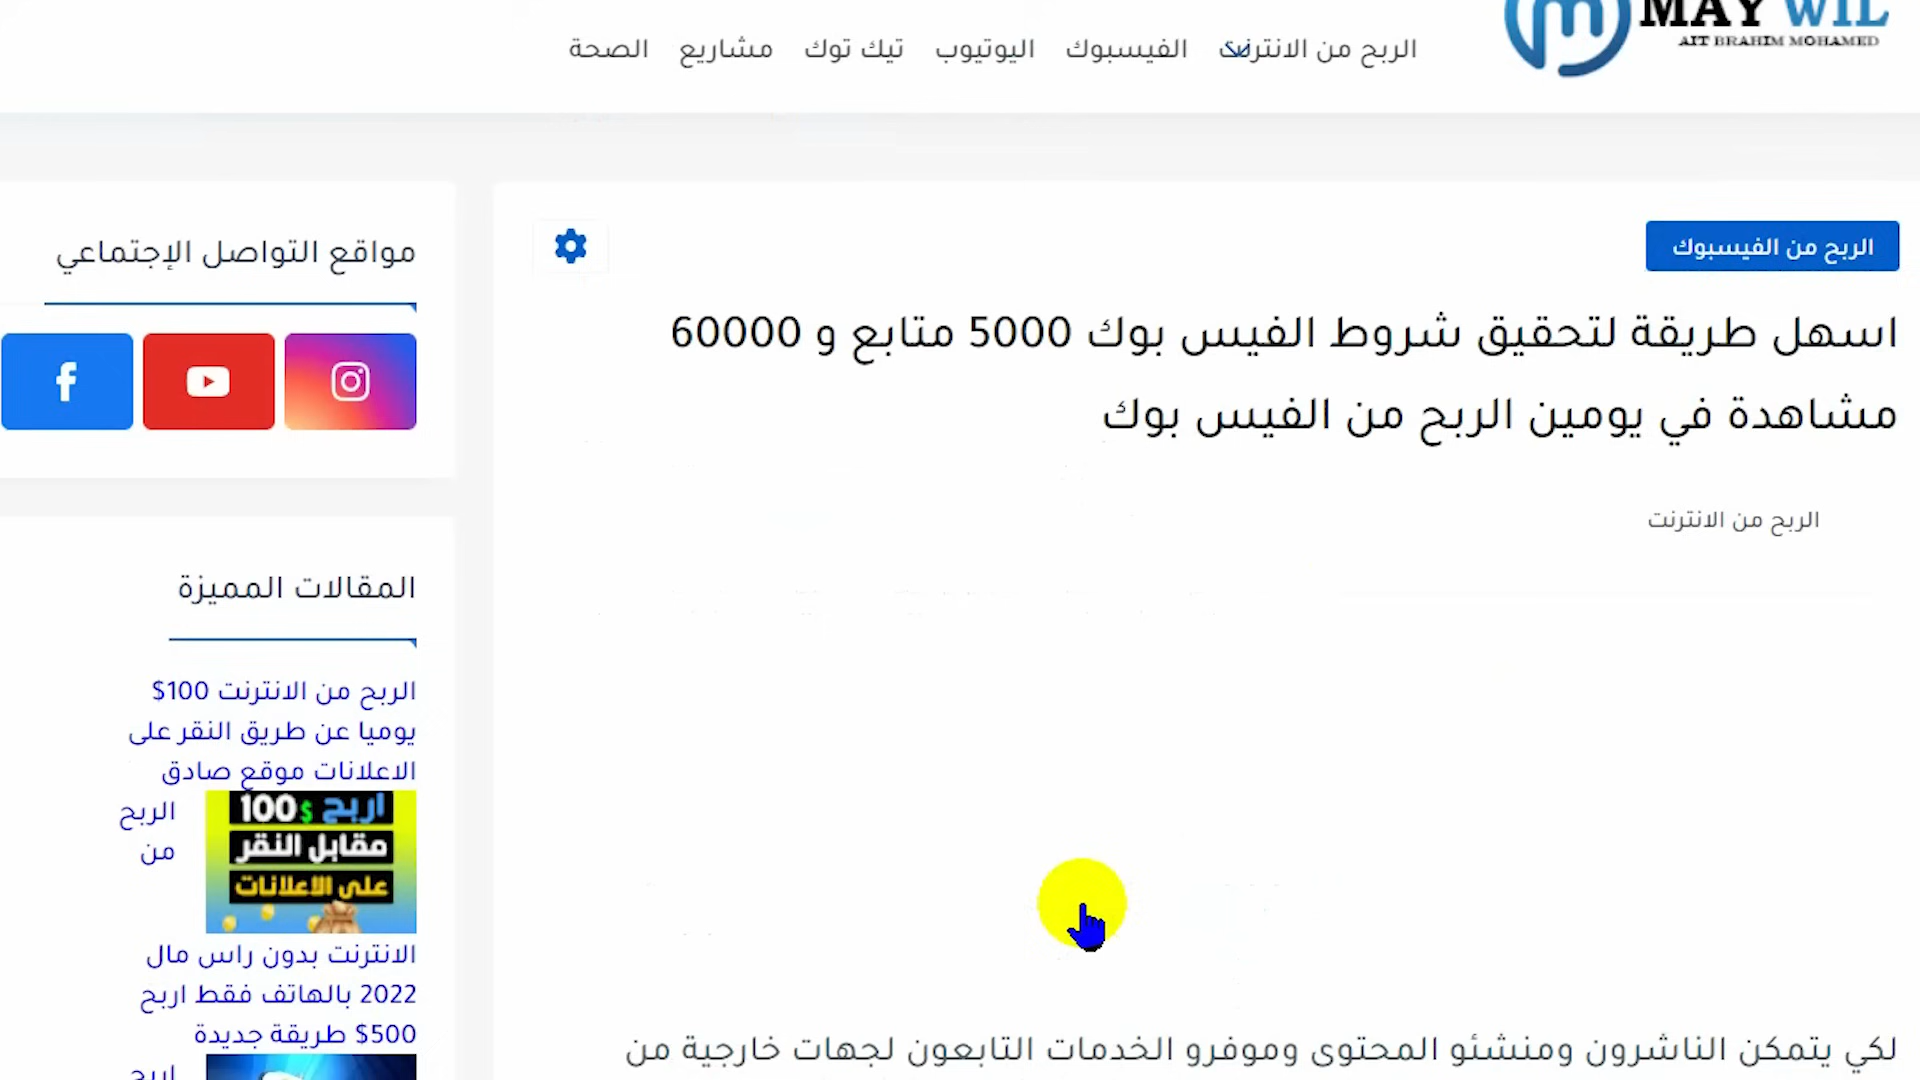 MAY WIL
AIT BRAHIM MOHAMED
الربح من الانترنت
الفيسبوك
اليوتيوب
تيك توك
مشاريع
الصحة
الربح من الفيسبوك
اسهل طريقة لتحقيق شروط الفيس بوك 5000 متابع و 60000
مشاهدة في يومين الربح من الفيس بوك
الربح من الانترنت
لكي يتمكن الناشرون ومنشئو المحتوى وموفرو الخدمات التابعون لجهات خارجية من
مواقع التواصل الإجتماعي
المقالات المميزة
الربح من الانترنت 100$
يوميا عن طريق النقر على
الاعلانات موقع صادق
اربح 100$
مقابل النقر
على الاعلانات
الربح
من
الانترنت بدون راس مال
2022 بالهاتف فقط اربح
500$ طريقة جديدة